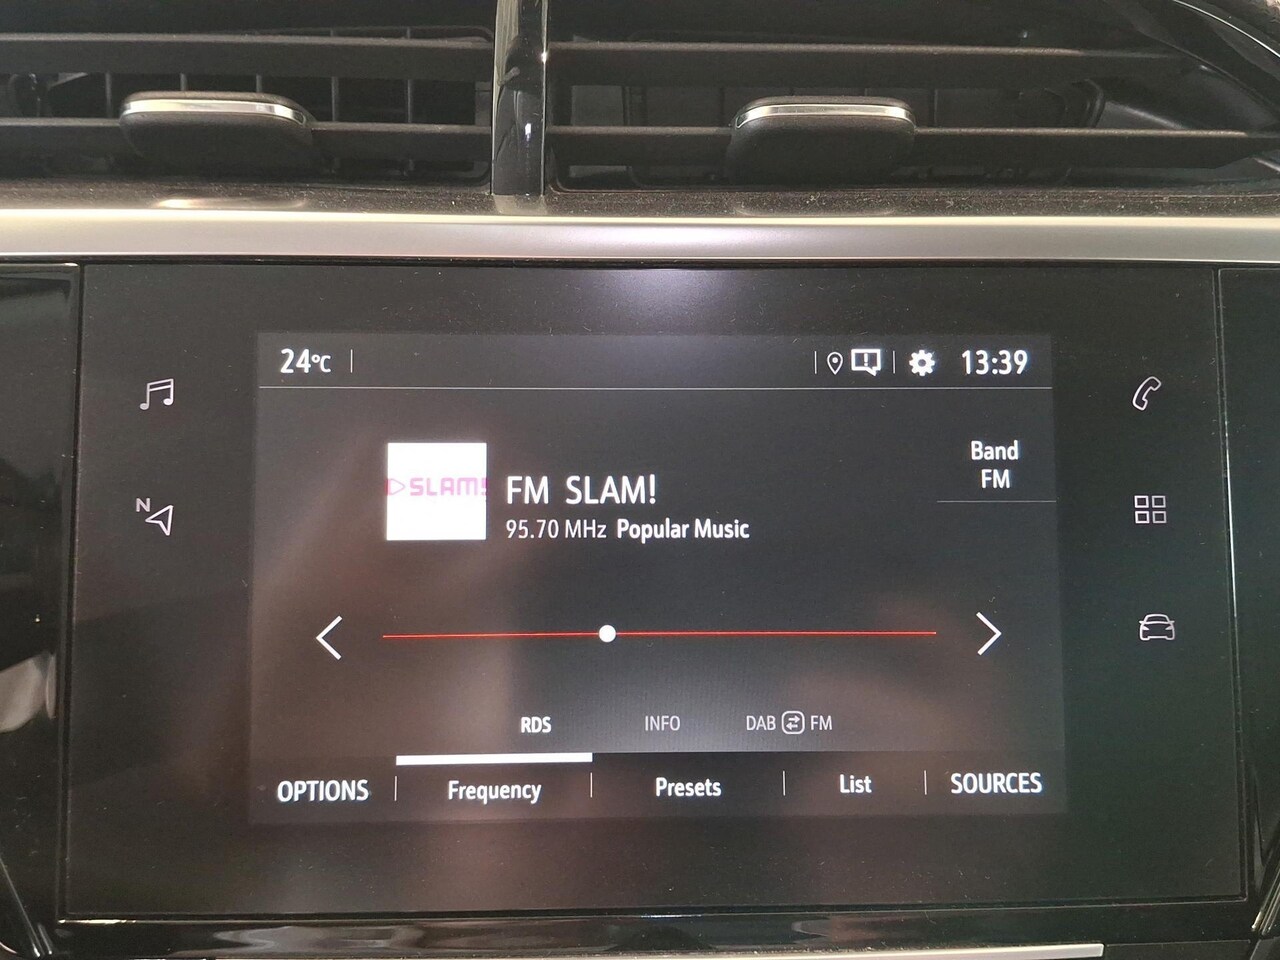 24°C
13:39
N
Band
FM
SLAM!
FM SLAM!
95.70 MHz Popular Music
RDS INFO DAB FM
OPTIONS Frequency Presets List SOURCES